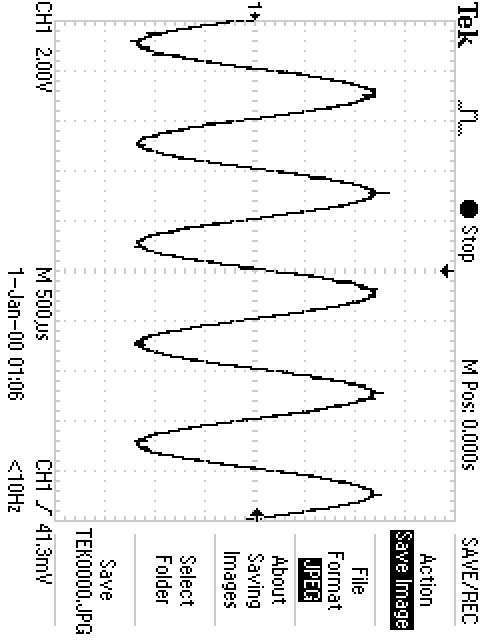 Tek Stop M Pos: 0.000s SAVE/REC
Action
Save Image
File
Format
JPEG
About
Saving
Images
Select
Folder
Save
TEK0000.JPG
1
CH1 2.00V M 500µs CH1 41.3mV
1-Jan-00 01:06 <10Hz